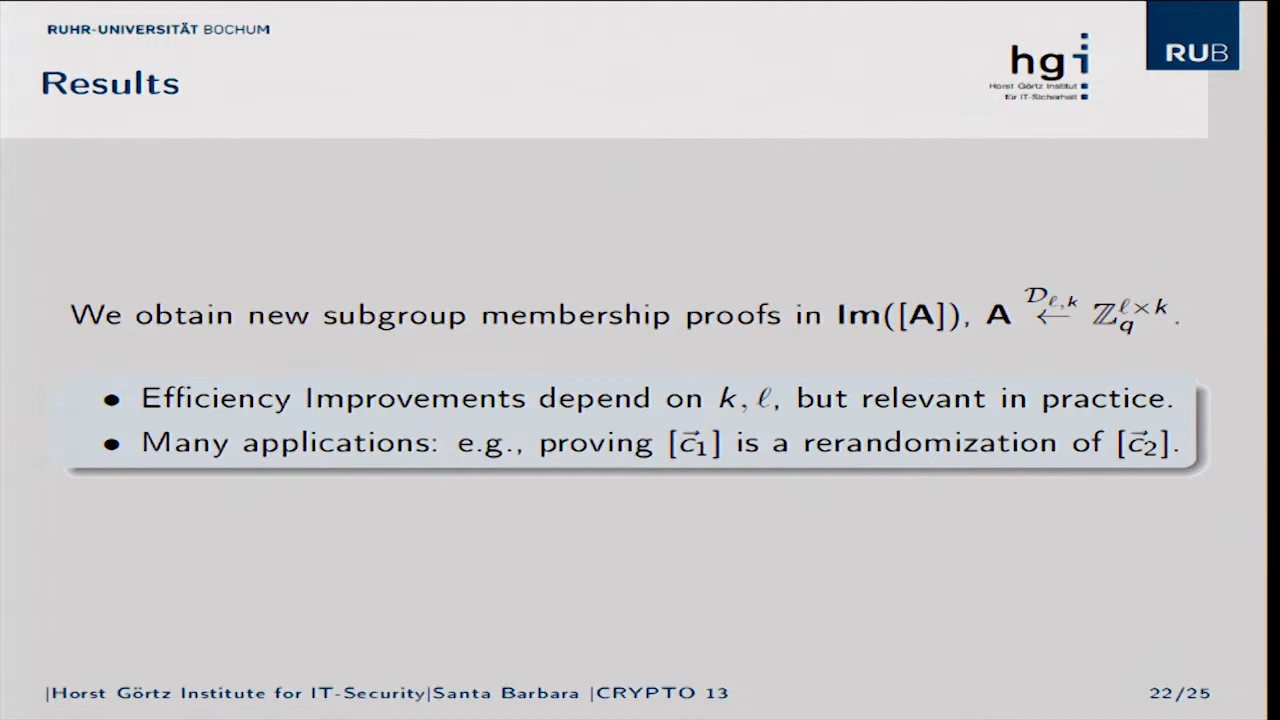 RUHR-UNIVERSITÄT BOCHUM
Results
hgi
Horst Görtz Institut
für IT-Sicherheit
RUB
We obtain new subgroup membership proofs in Im([A]), A $\overset{\mathcal{D}_{\ell,k}}{\leftarrow}$ $\mathbb{Z}_q^{\ell \times k}$.
• Efficiency Improvements depend on k, ℓ, but relevant in practice.
• Many applications: e.g., proving [$\vec{c}_1$] is a rerandomization of [$\vec{c}_2$].
|Horst Görtz Institute for IT-Security|Santa Barbara |CRYPTO 13
22/25